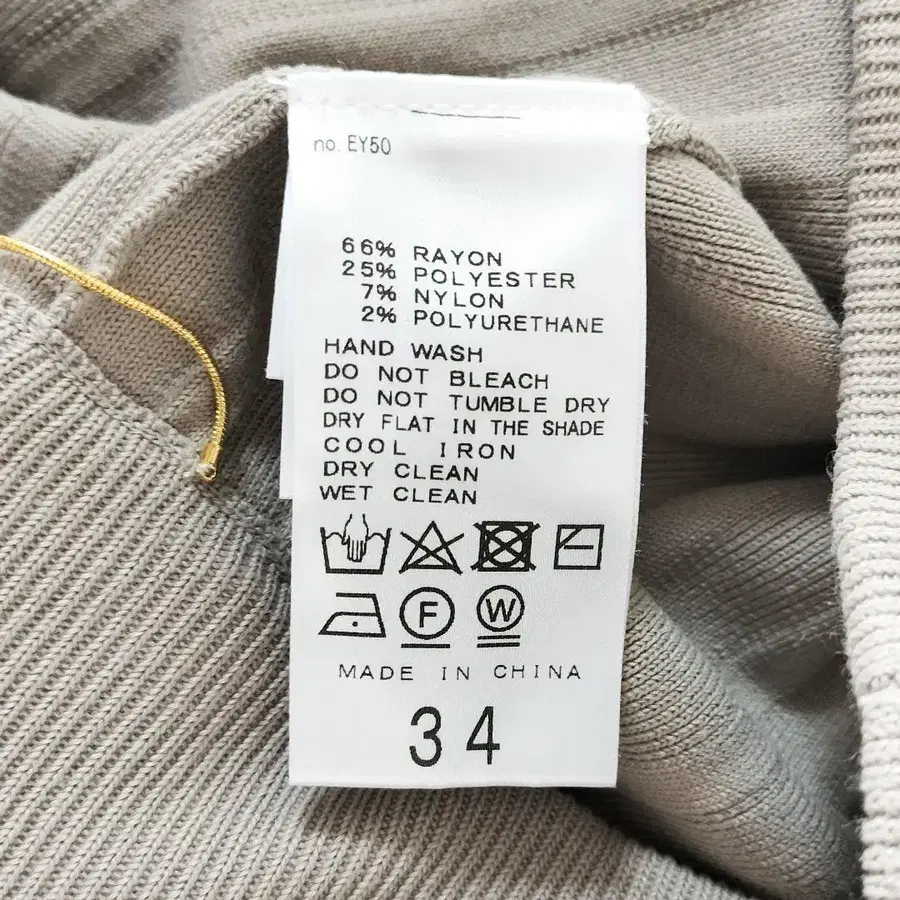 no. EY50
66% RAYON
25% POLYESTER
7% NYLON
2% POLYURETHANE
HAND WASH
DO NOT BLEACH
DO NOT TUMBLE DRY
DRY FLAT IN THE SHADE
COOL IRON
DRY CLEAN
WET CLEAN
F W
MADE IN CHINA
34